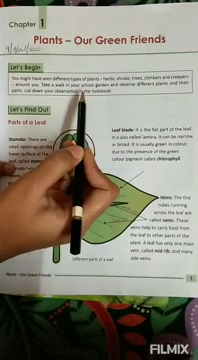 Chapter 1
Plants – Our Green Friends
Let's Begin
You might have seen different types of plants – herbs, shrubs, trees, climbers and creepers
– around you. Take a walk in your school garden and observe different plants and their
parts. List down your observation in the notebook.
Let's Find Out
Parts of a Leaf
Stomata: There are
small openings on the
lower surface of the
leaf, called
Leaf blade: It is the flat part of the leaf.
It is also called lamina. It can be narrow
or broad. It is usually green in colour,
due to the presence of the green
colour pigment called chlorophyll.
Veins: The tiny
tubes running
across the leaf are
called veins. These
veins help to carry food
from the leaf to other parts of the
plant. A leaf has only one main
vein, called mid rib, and many
side veins.
Different parts of a leaf
Plants – Our Green Friends
1
FILMIX